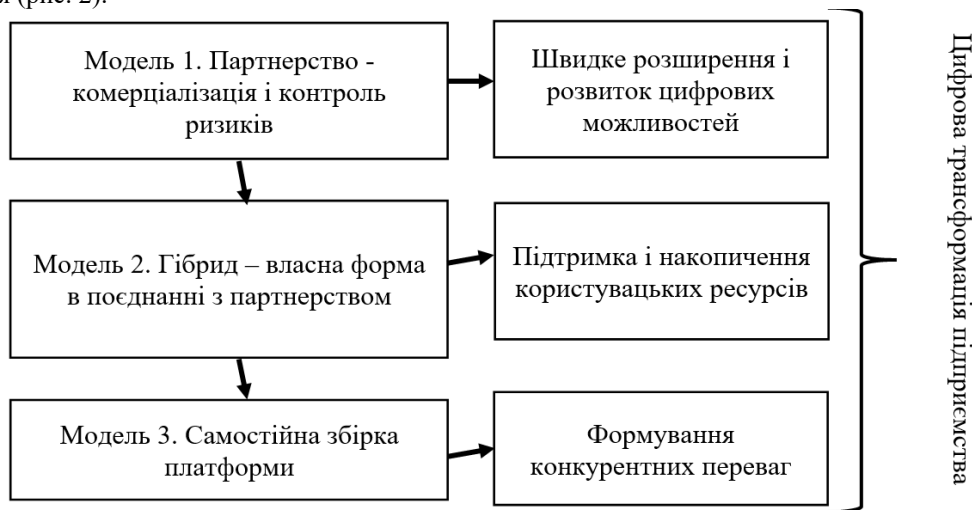 я (рис. 2).
Модель 1. Партнерство -
комерціалізація і контроль
ризиків
Швидке розширення і
розвиток цифрових
можливостей
Модель 2. Гібрид – власна форма
в поєднанні з партнерством
Підтримка і накопичення
користувацьких ресурсів
Модель 3. Самостійна збірка
платформи
Формування
конкурентних переваг
Цифрова трансформація підприємства